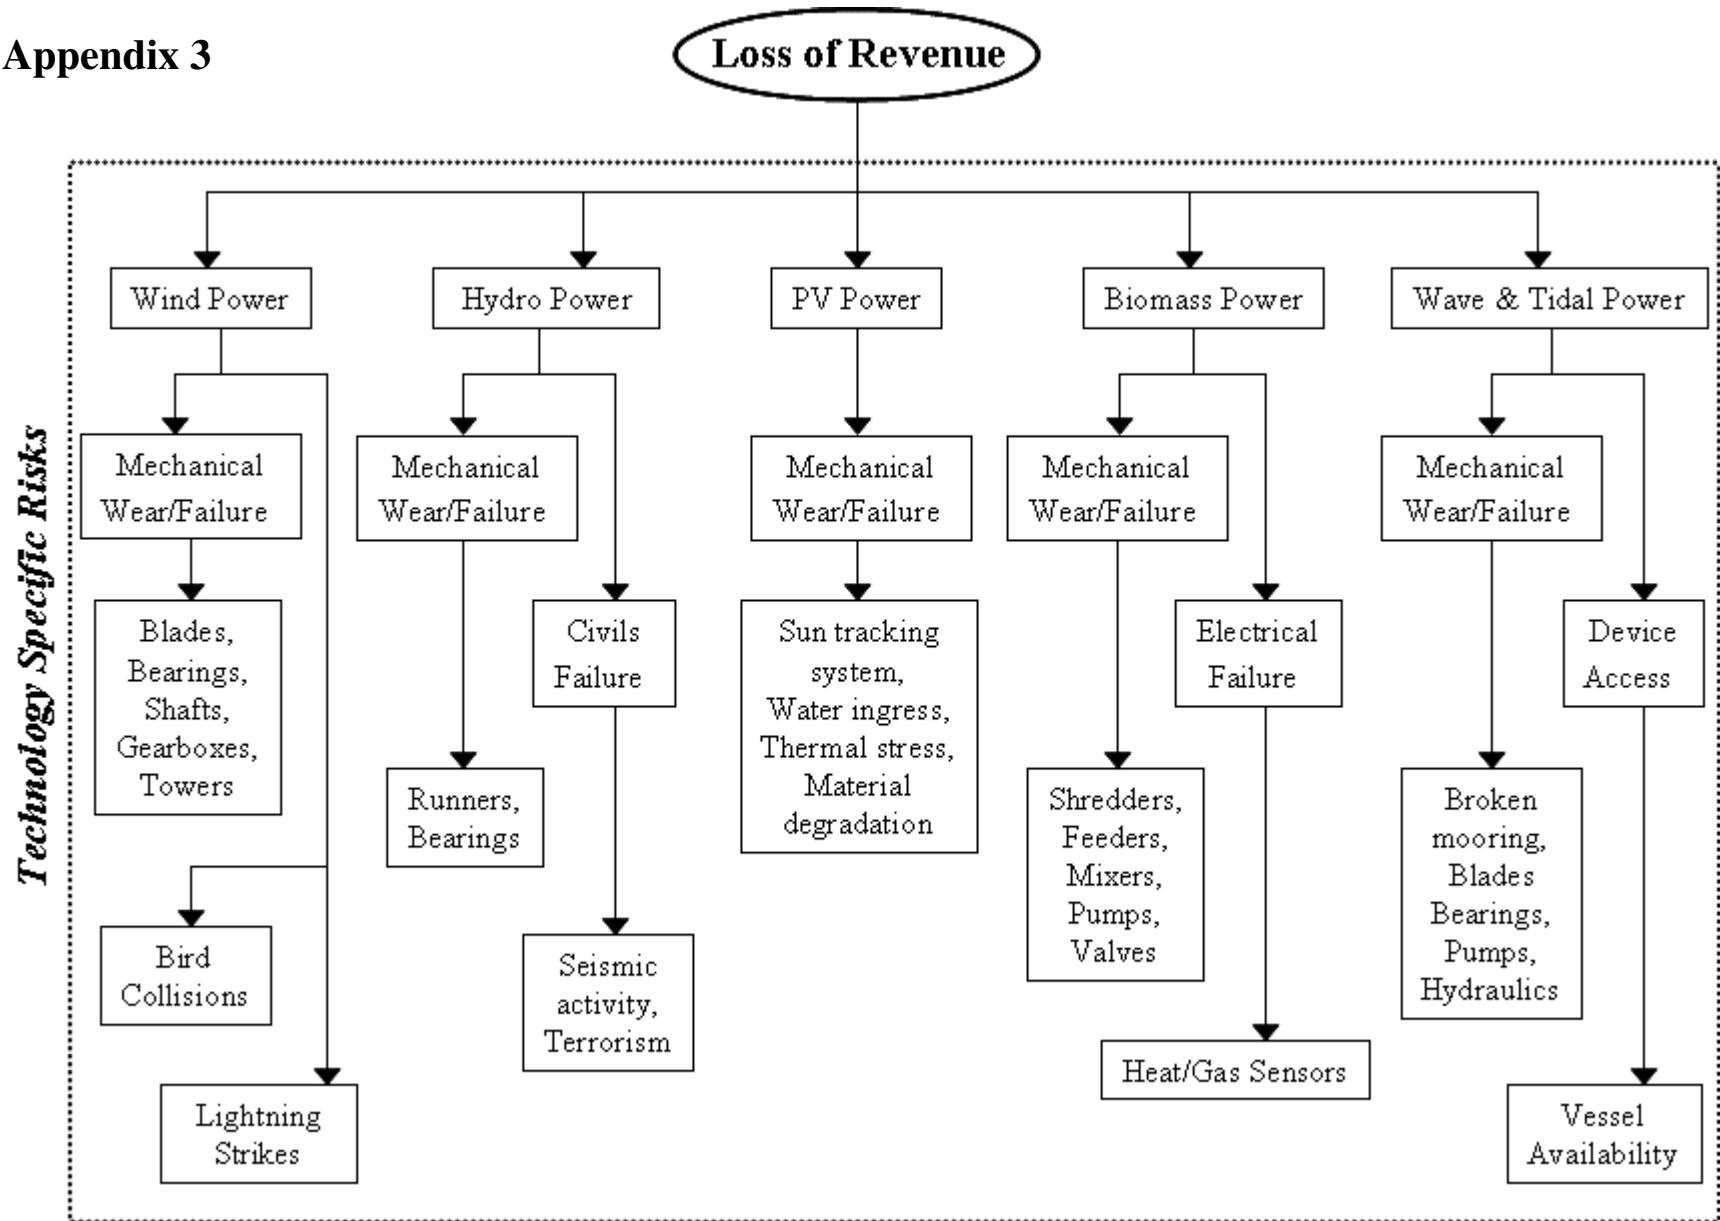 Appendix 3
Loss of Revenue
Technology Specific Risks
Wind Power
Hydro Power
PV Power
Biomass Power
Wave & Tidal Power
Mechanical
Wear/Failure
Mechanical
Wear/Failure
Mechanical
Wear/Failure
Mechanical
Wear/Failure
Mechanical
Wear/Failure
Blades,
Bearings,
Shafts,
Gearboxes,
Towers
Civils
Failure
Sun tracking
system,
Water ingress,
Thermal stress,
Material
degradation
Electrical
Failure
Device
Access
Runners,
Bearings
Shredders,
Feeders,
Mixers,
Pumps,
Valves
Broken
mooring,
Blades
Bearings,
Pumps,
Hydraulics
Bird
Collisions
Seismic
activity,
Terrorism
Heat/Gas Sensors
Lightning
Strikes
Vessel
Availability